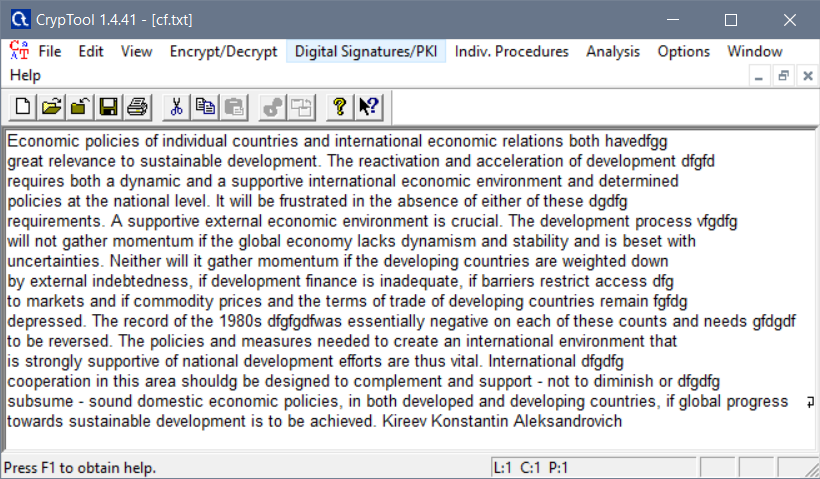 CrypTool 1.4.41 - [cf.txt]
File Edit View Encrypt/Decrypt Digital Signatures/PKI Indiv. Procedures Analysis Options Window
Help
Economic policies of individual countries and international economic relations both havedfgg
great relevance to sustainable development. The reactivation and acceleration of development dfgfd
requires both a dynamic and a supportive international economic environment and determined
policies at the national level. It will be frustrated in the absence of either of these dgdfg
requirements. A supportive external economic environment is crucial. The development process vfgdfg
will not gather momentum if the global economy lacks dynamism and stability and is beset with
uncertainties. Neither will it gather momentum if the developing countries are weighted down
by external indebtedness, if development finance is inadequate, if barriers restrict access dfg
to markets and if commodity prices and the terms of trade of developing countries remain fgfdg
depressed. The record of the 1980s dfgfgdfwas essentially negative on each of these counts and needs gfdgdf
to be reversed. The policies and measures needed to create an international environment that
is strongly supportive of national development efforts are thus vital. International dfgdfg
cooperation in this area shouldg be designed to complement and support - not to diminish or dfgdfg
subsume - sound domestic economic policies, in both developed and developing countries, if global progress
towards sustainable development is to be achieved. Kireev Konstantin Aleksandrovich
Press F1 to obtain help. L:1 C:1 P:1